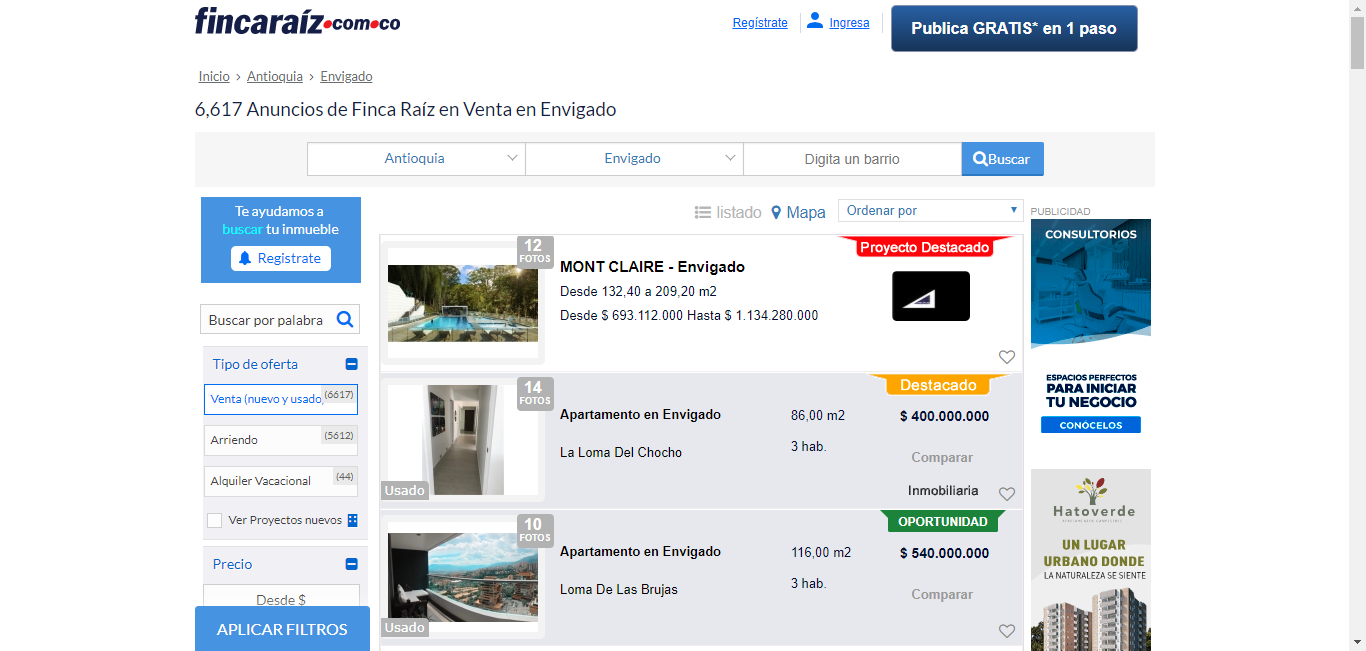 fincaraíz.com.co
Regístrate
Ingresa
Publica GRATIS* en 1 paso
Inicio › Antioquia › Envigado
6,617 Anuncios de Finca Raíz en Venta en Envigado
Antioquia
Envigado
Digita un barrio
Buscar
Te ayudamos a
buscar tu inmueble
Registrate
Buscar por palabra
Tipo de oferta
Venta (nuevo y usado)
(6617)
Arriendo
(5612)
Alquiler Vacacional
(44)
Ver Proyectos nuevos
Precio
Desde $
APLICAR FILTROS
listado
Mapa
Ordenar por
12
FOTOS
MONT CLAIRE - Envigado
Desde 132,40 a 209,20 m2
Desde $ 693.112.000 Hasta $ 1.134.280.000
Proyecto Destacado
14
FOTOS
Usado
Apartamento en Envigado
La Loma Del Chocho
86,00 m2
3 hab.
Destacado
$ 400.000.000
Comparar
Inmobiliaria
10
FOTOS
Usado
Apartamento en Envigado
Loma De Las Brujas
116,00 m2
3 hab.
OPORTUNIDAD
$ 540.000.000
Comparar
PUBLICIDAD
CONSULTORIOS
ESPACIOS PERFECTOS
PARA INICIAR
TU NEGOCIO
CONÓCELOS
Hatoverde
UN LUGAR
URBANO DONDE
LA NATURALEZA SE SIENTE